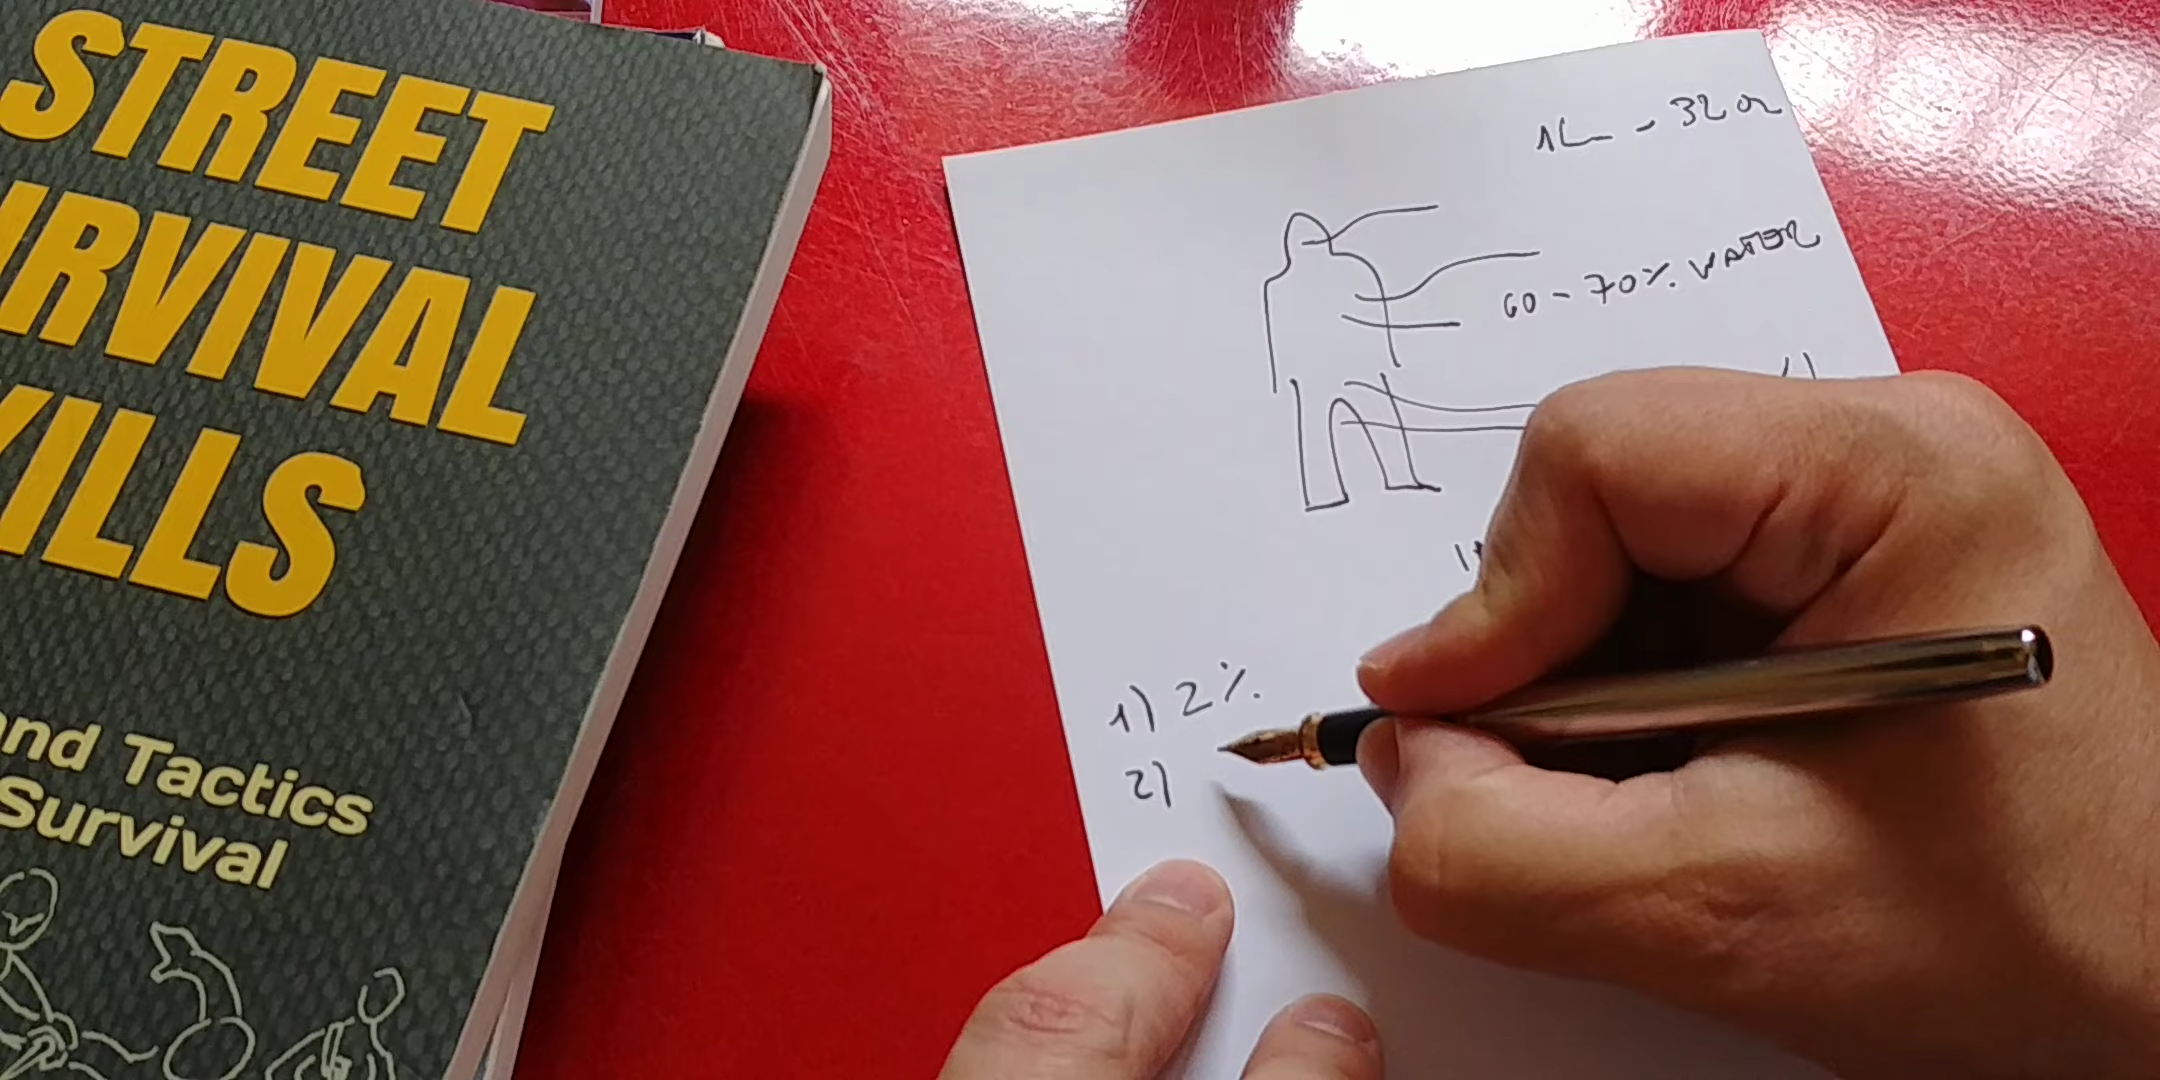 STREET
URVIVAL
KILLS
and Tactics
Survival
1L - 32 oz
60 - 70% WATER
1) 2%
2)